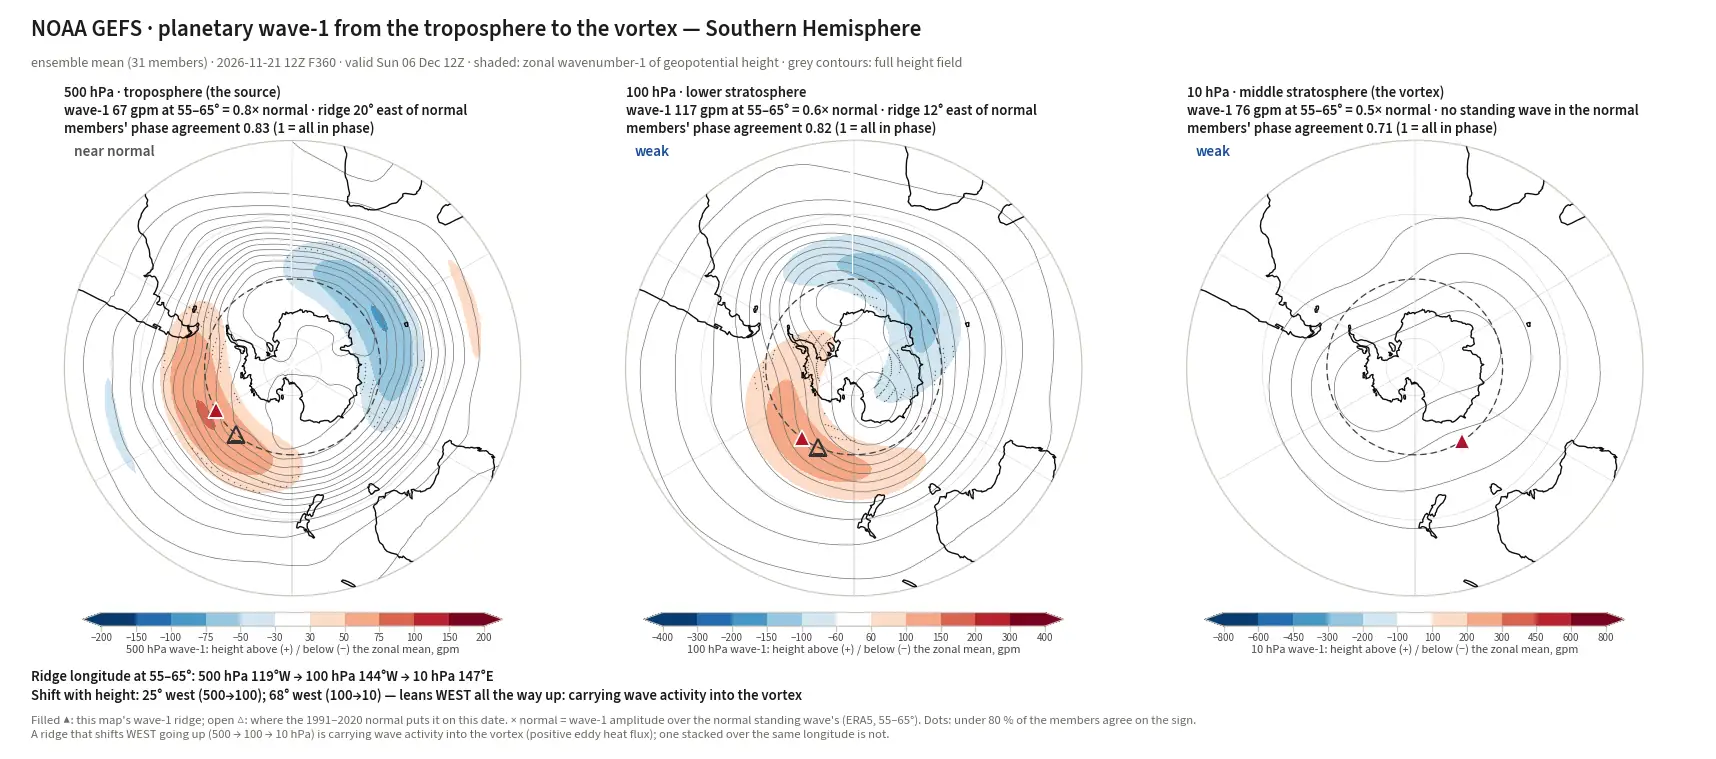 NOAA GEFS · planetary wave-1 from the troposphere to the vortex — Southern Hemisphere
ensemble mean (31 members) · 2026-11-21 12Z F360 · valid Sun 06 Dec 12Z · shaded: zonal wavenumber-1 of geopotential height · grey contours: full height field
500 hPa · troposphere (the source)
wave-1 67 gpm at 55–65° = 0.8× normal · ridge 20° east of normal
members' phase agreement 0.83 (1 = all in phase)
near normal
100 hPa · lower stratosphere
wave-1 117 gpm at 55–65° = 0.6× normal · ridge 12° east of normal
members' phase agreement 0.82 (1 = all in phase)
weak
10 hPa · middle stratosphere (the vortex)
wave-1 76 gpm at 55–65° = 0.5× normal · no standing wave in the normal
members' phase agreement 0.71 (1 = all in phase)
weak
−200 −150 −100 −75 −50 −30 30 50 75 100 150 200
500 hPa wave-1: height above (+) / below (−) the zonal mean, gpm
−400 −300 −200 −150 −100 −60 60 100 150 200 300 400
100 hPa wave-1: height above (+) / below (−) the zonal mean, gpm
−800 −600 −450 −300 −200 −100 100 200 300 450 600 800
10 hPa wave-1: height above (+) / below (−) the zonal mean, gpm
Ridge longitude at 55–65°: 500 hPa 119°W → 100 hPa 144°W → 10 hPa 147°E
Shift with height: 25° west (500→100); 68° west (100→10) — leans WEST all the way up: carrying wave activity into the vortex
Filled ▲: this map's wave-1 ridge; open △: where the 1991–2020 normal puts it on this date. × normal = wave-1 amplitude over the normal standing wave's (ERA5, 55–65°). Dots: under 80 % of the members agree on the sign.
A ridge that shifts WEST going up (500 → 100 → 10 hPa) is carrying wave activity into the vortex (positive eddy heat flux); one stacked over the same longitude is not.